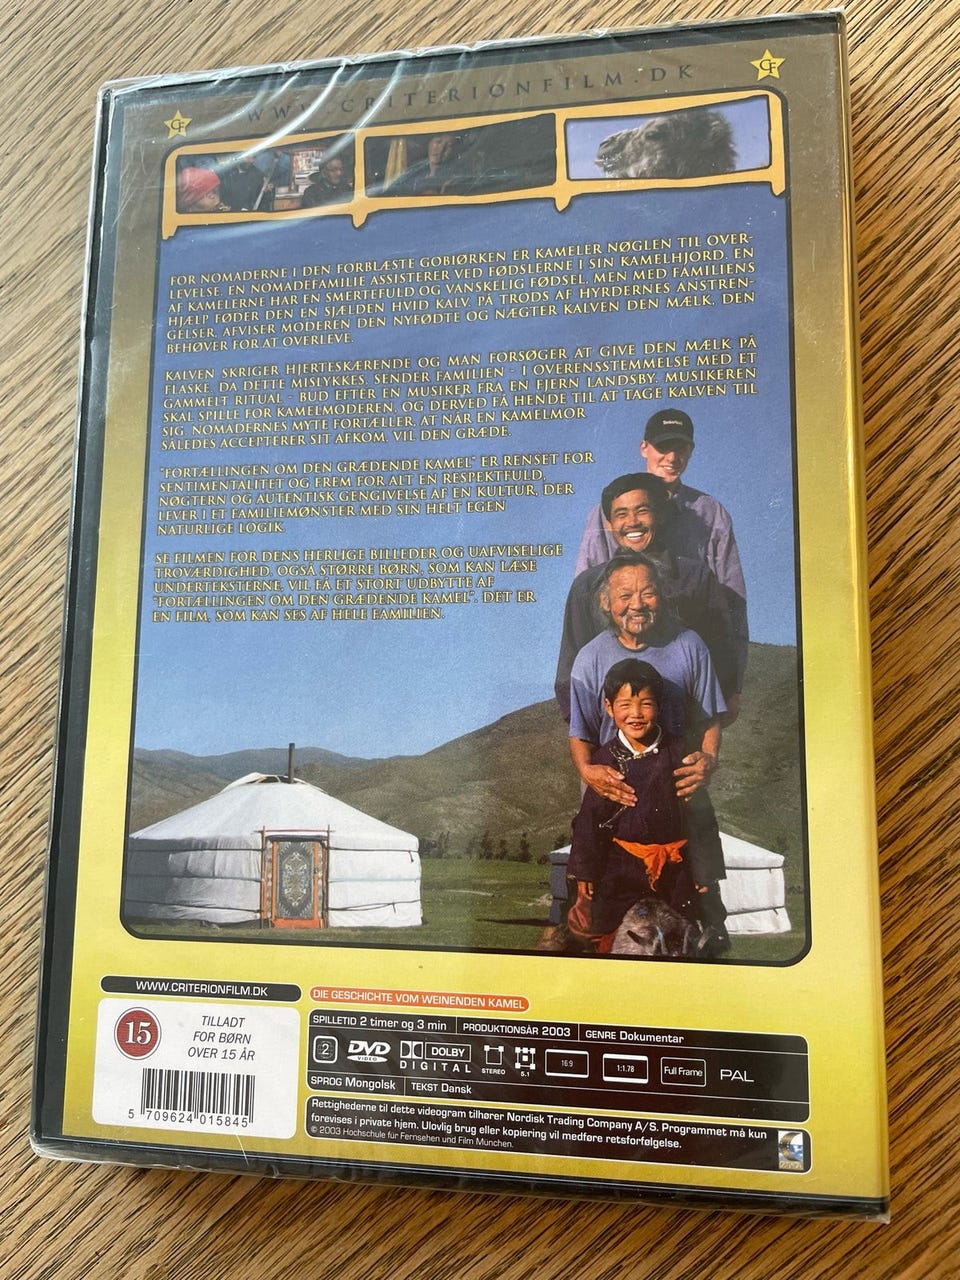 WWW.CRITERIONFILM.DK
CF
CF
FOR NOMADERNE I DEN FORBLÆSTE GOBIØRKEN ER KAMELER NØGLEN TIL OVER-
LEVELSE. EN NOMADEFAMILIE ASSISTERER VED FØDSLERNE I SIN KAMELHJORD. EN
AF KAMELERNE HAR EN SMERTEFULD OG VANSKELIG FØDSEL, MEN MED FAMILIENS
HJÆLP FØDER DEN EN SJÆLDEN HVID KALV. PÅ TRODS AF HYRDERNES ANSTREN-
GELSER, AFVISER MODEREN DEN NYFØDTE OG NÆGTER KALVEN DEN MÆLK, DEN
BEHØVER FOR AT OVERLEVE.
KALVEN SKRIGER HJERTESKÆRENDE OG MAN FORSØGER AT GIVE DEN MÆLK PÅ
FLASKE. DA DETTE MISLYKKES, SENDER FAMILIEN - I OVERENSSTEMMELSE MED ET
GAMMELT RITUAL - BUD EFTER EN MUSIKER FRA EN FJERN LANDSBY. MUSIKEREN
SKAL SPILLE FOR KAMELMODEREN, OG DERVED FÅ HENDE TIL AT TAGE KALVEN TIL
SIG. NOMADERNES MYTE FORTÆLLER, AT NÅR EN KAMELMOR
SÅLEDES ACCEPTERER SIT AFKOM, VIL DEN GRÆDE.
"FORTÆLLINGEN OM DEN GRÆDENDE KAMEL" ER RENSET FOR
SENTIMENTALITET OG FREM FOR ALT EN RESPEKTFULD,
NØGTERN OG AUTENTISK GENGIVELSE AF EN KULTUR, DER
LEVER I ET FAMILIEMØNSTER MED SIN HELT EGEN
NATURLIGE LOGIK.
SE FILMEN FOR DENS HERLIGE BILLEDER OG UAFVISELIGE
TROVÆRDIGHED. OGSÅ STØRRE BØRN, SOM KAN LÆSE
UNDERTEKSTERNE, VIL FÅ ET STORT UDBYTTE AF
"FORTÆLLINGEN OM DEN GRÆDENDE KAMEL". DET ER
EN FILM, SOM KAN SES AF HELE FAMILIEN.
Timberland
WWW.CRITERIONFILM.DK
DIE GESCHICHTE VOM WEINENDEN KAMEL
15
TILLADT
FOR BØRN
OVER 15 ÅR
5 709624 015845
SPILLETID 2 timer og 3 min PRODUKTIONSÅR 2003 GENRE Dokumentar
2 DVD VIDEO DOLBY DIGITAL STEREO 5.1 16:9 1:1.78 Full Frame PAL
SPROG Mongolsk TEKST Dansk
Rettighederne til dette videogram tilhører Nordisk Trading Company A/S. Programmet må kun
forevises i private hjem. Ulovlig brug eller kopiering vil medføre retsforfølgelse.
© 2003 Hochschule für Fernsehen und Film München.